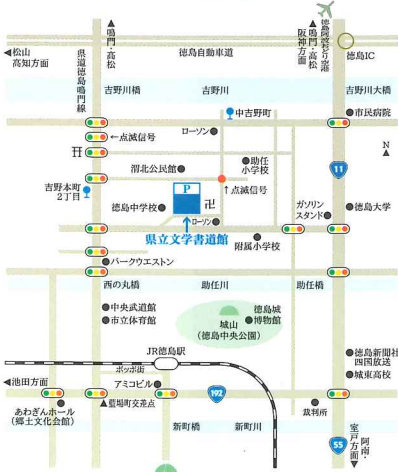 ▲鳴門・高松
▲鳴門・高松
阪神方面
徳島阿波おどり空港
◀松山
高知方面
県道徳島鳴門線
徳島自動車道
徳島IC
吉野川橋
吉野川
吉野川大橋
中吉野町
市民病院
ローソン
←点滅信号
N
▲
渭北公民館
助任
小学校
11
吉野本町
2丁目
P
↑点滅信号
徳島中学校
卍
ガソリン
スタンド
徳島大学
ローソン
↑
県立文学書道館
附属小学校
パークウエストン
西の丸橋
助任川
助任橋
中央武道館
市立体育館
徳島城
博物館
城山
(徳島中央公園)
JR徳島駅
ポッポ街
徳島新聞社
四国放送
城東高校
◀池田方面
アミコビル
192
あわぎんホール
(郷土文化会館)
▲藍場町交差点
裁判所
新町橋
新町川
55
阿南・
室戸方面▼